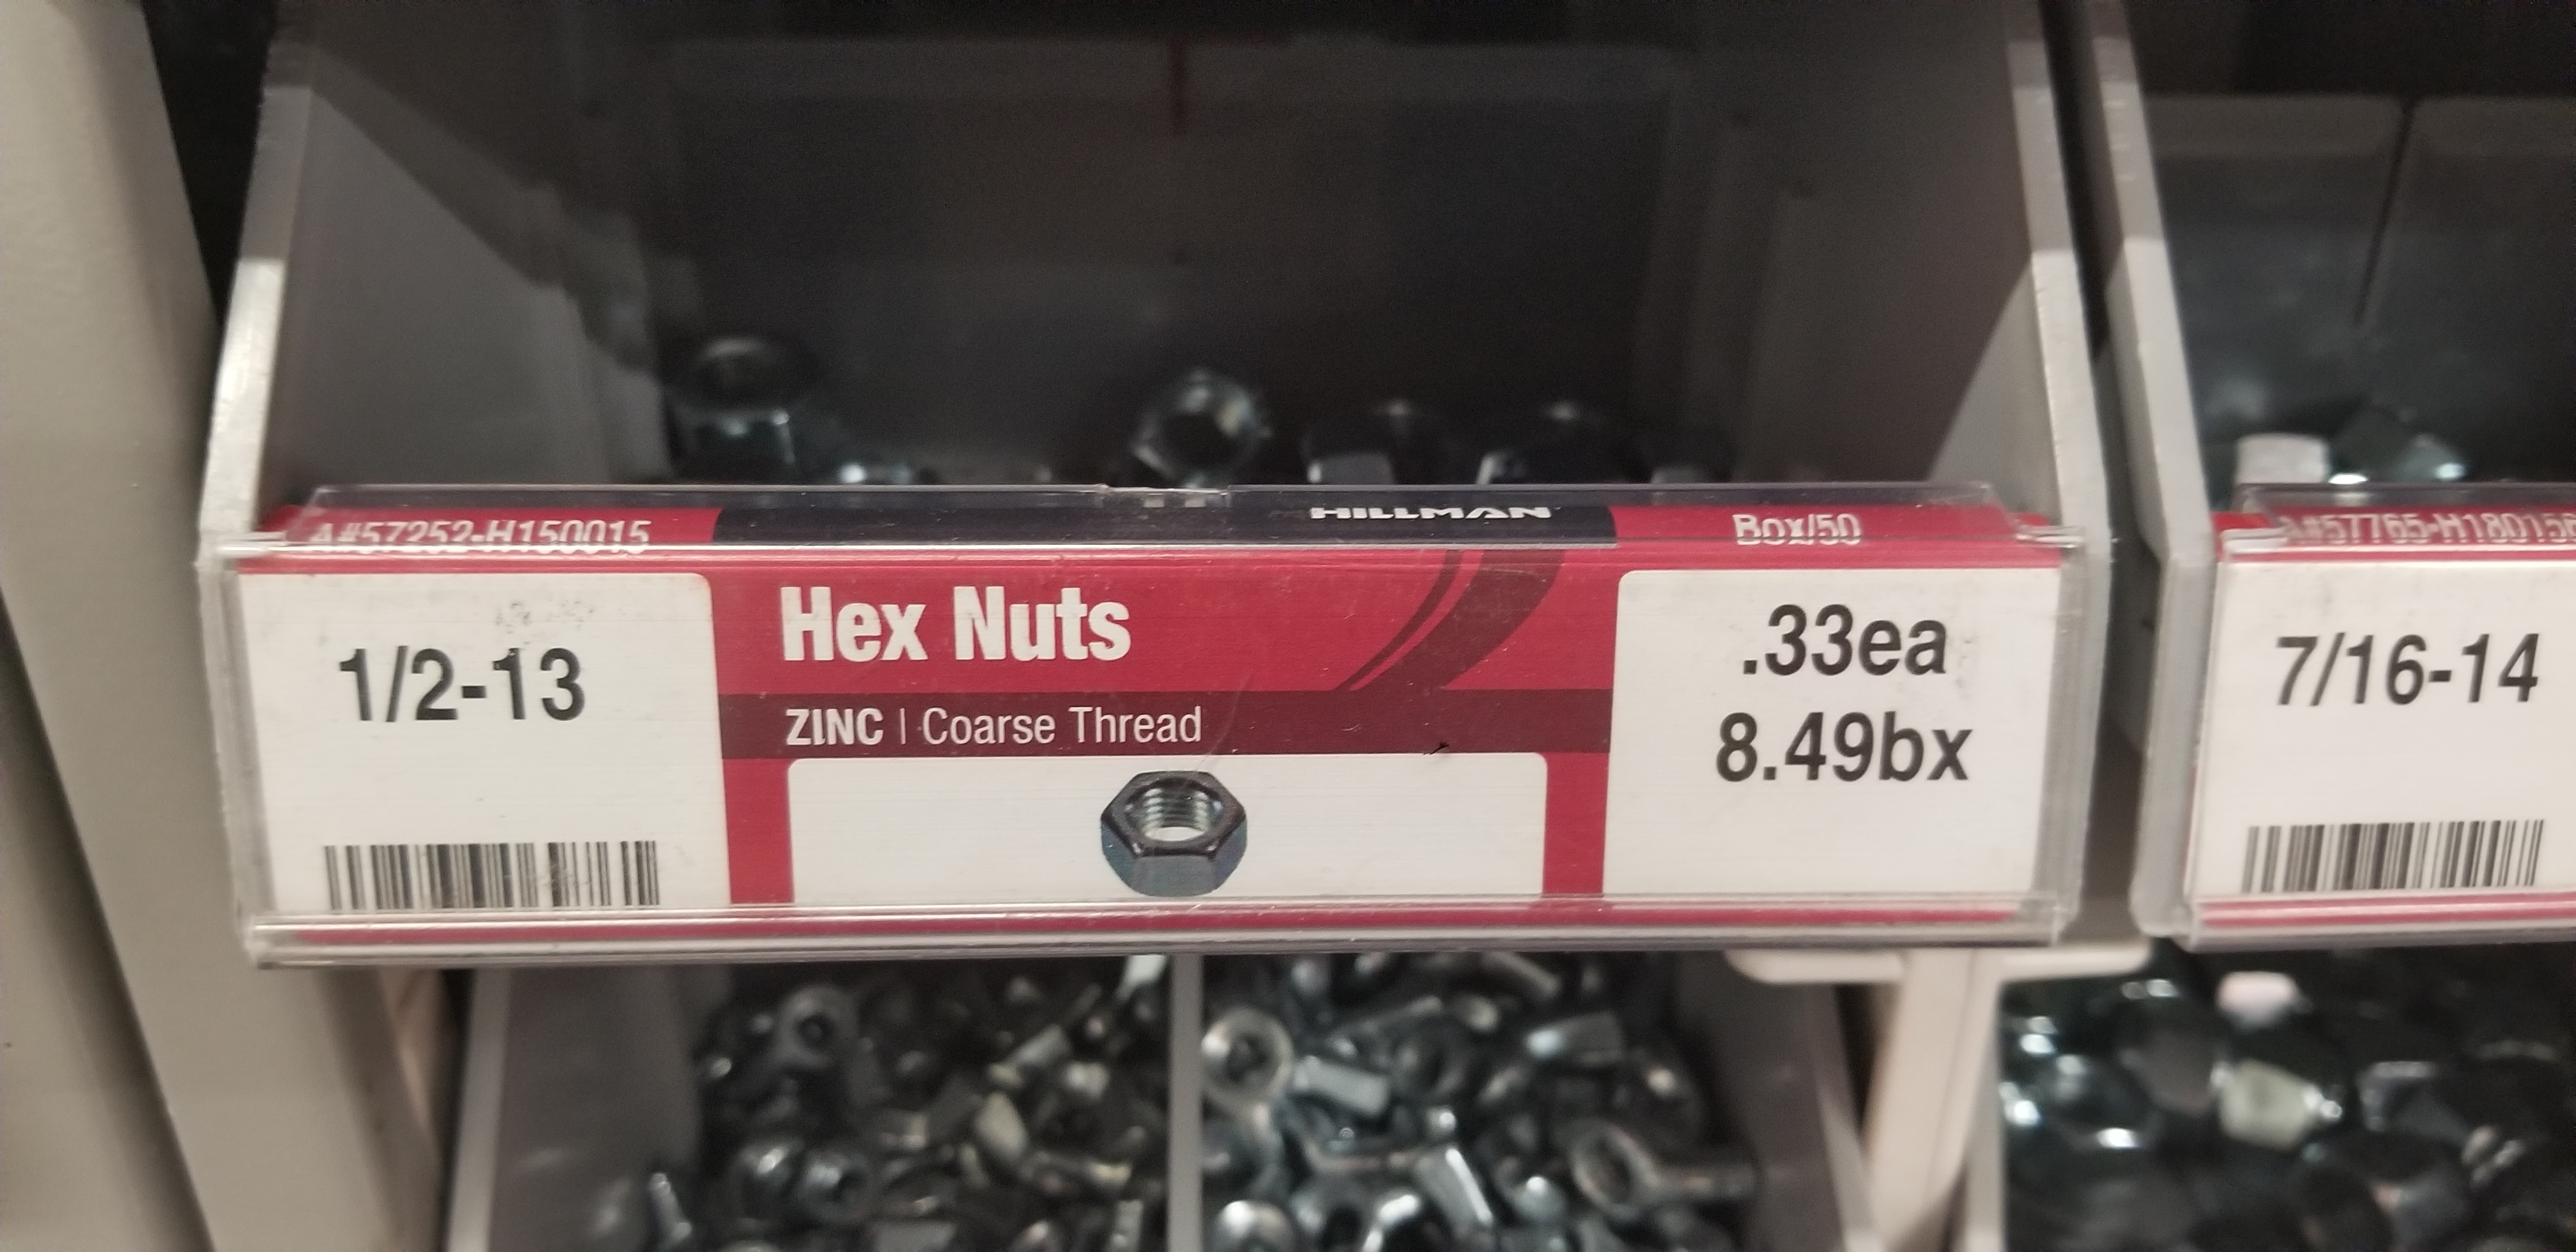 A#57252-H150015
HILLMAN
Box/50
1/2-13
Hex Nuts
ZINC | Coarse Thread
.33ea
8.49bx
7/16-14